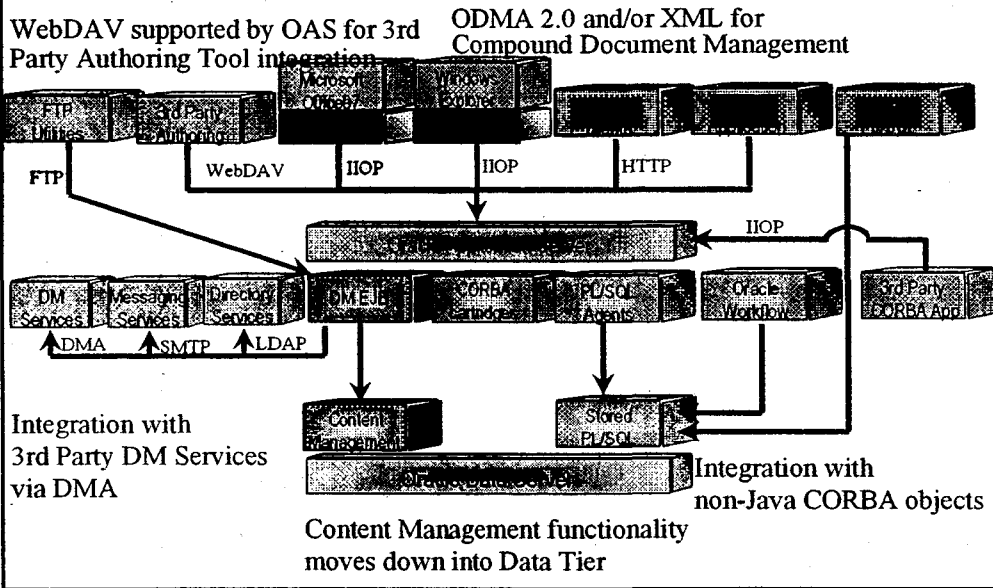 WebDAV supported by OAS for 3rd
Party Authoring Tool integration
ODMA 2.0 and/or XML for
Compound Document Management
Microsoft
Office/
Windows
Explorer
FTP
Utilities
3rd Party
Authoring
FTP
WebDAV
IIOP
IIOP
HTTP
IIOP
DM
Services
Messaging
Services
Directory
Services
DM EJB
CORBA
Cartridges
PL/SQL
Agents
Oracle
Workflow
3rd Party
CORBA App
DMA
SMTP
LDAP
Content
Management
Stored
PL/SQL
Oracle Data Servers
Integration with
3rd Party DM Services
via DMA
Integration with
non-Java CORBA objects
Content Management functionality
moves down into Data Tier